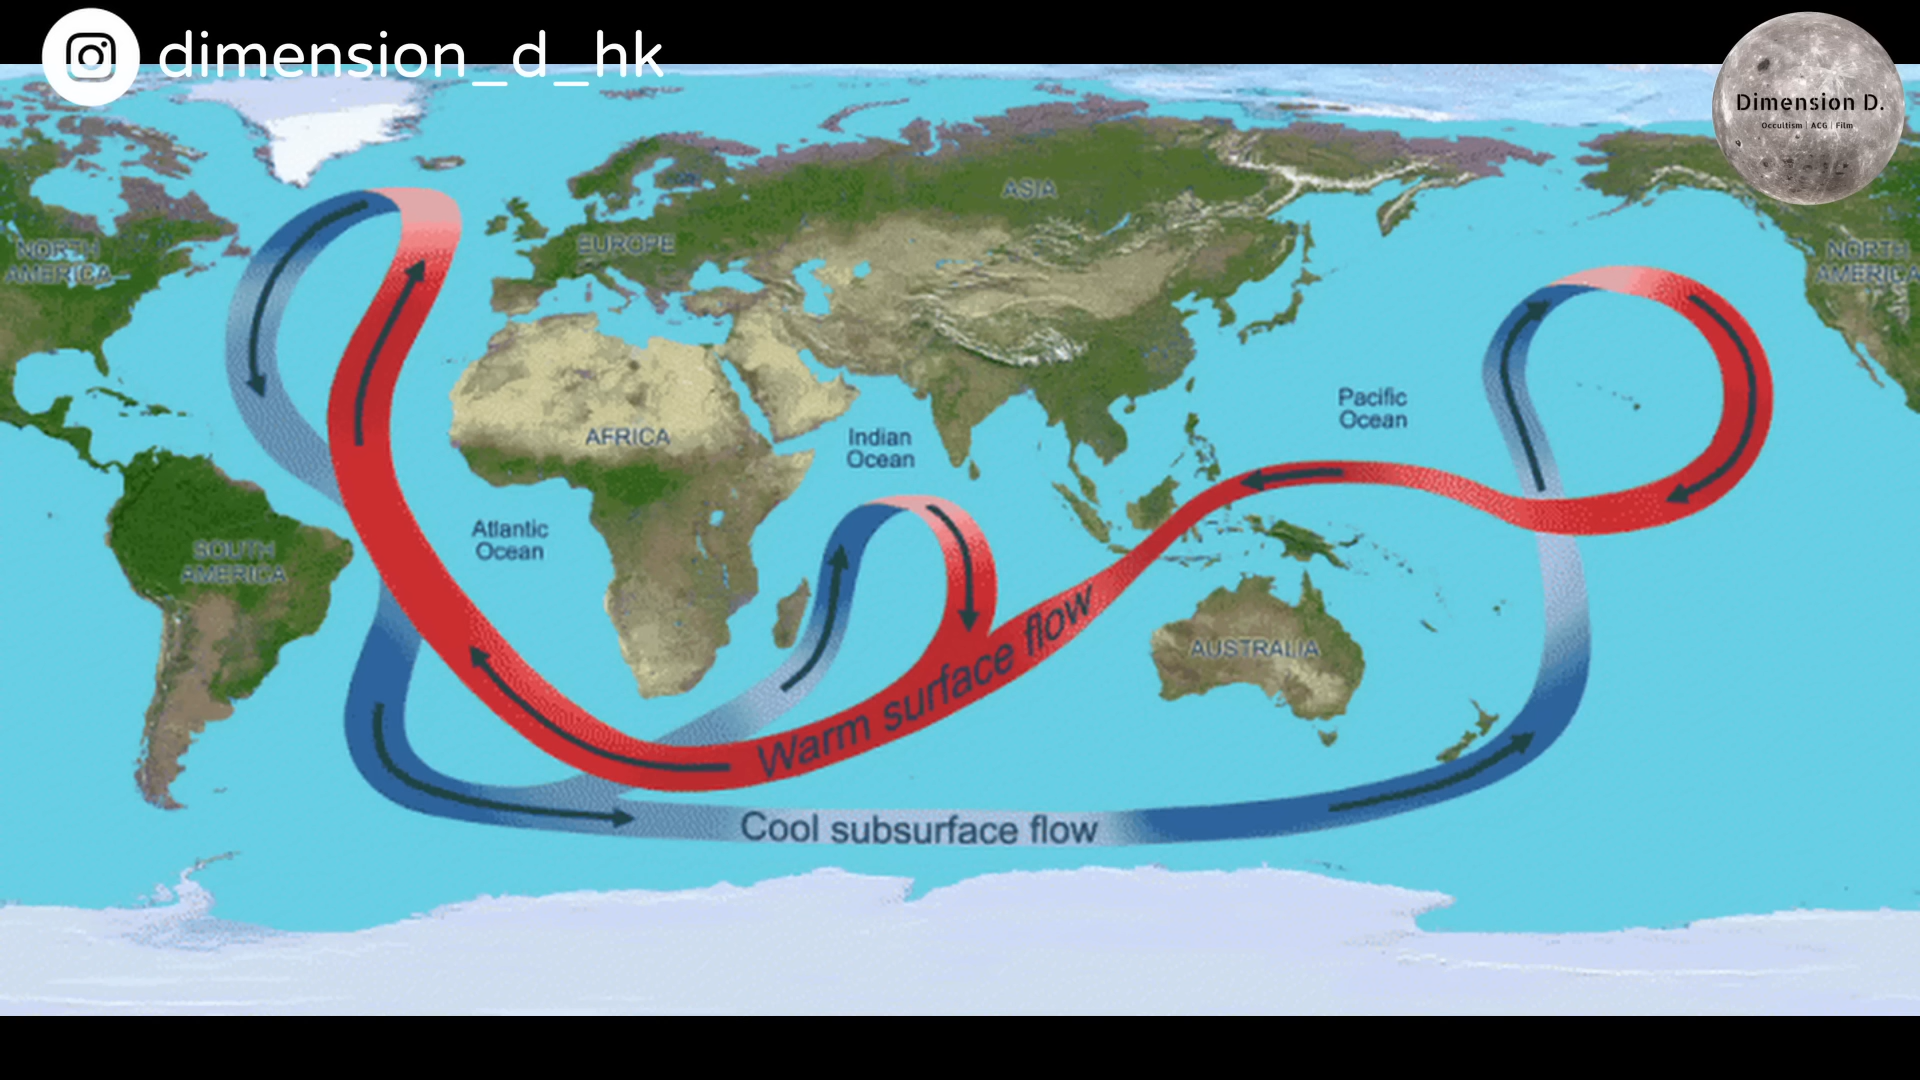 dimension_d_hk
Dimension D.
Occultism | ACG | Film
ASIA
EUROPE
NORTH
AMERICA
NORTH
AMERICA
Pacific
Ocean
AFRICA
Indian
Ocean
Atlantic
Ocean
SOUTH
AMERICA
AUSTRALIA
Warm surface flow
Cool subsurface flow